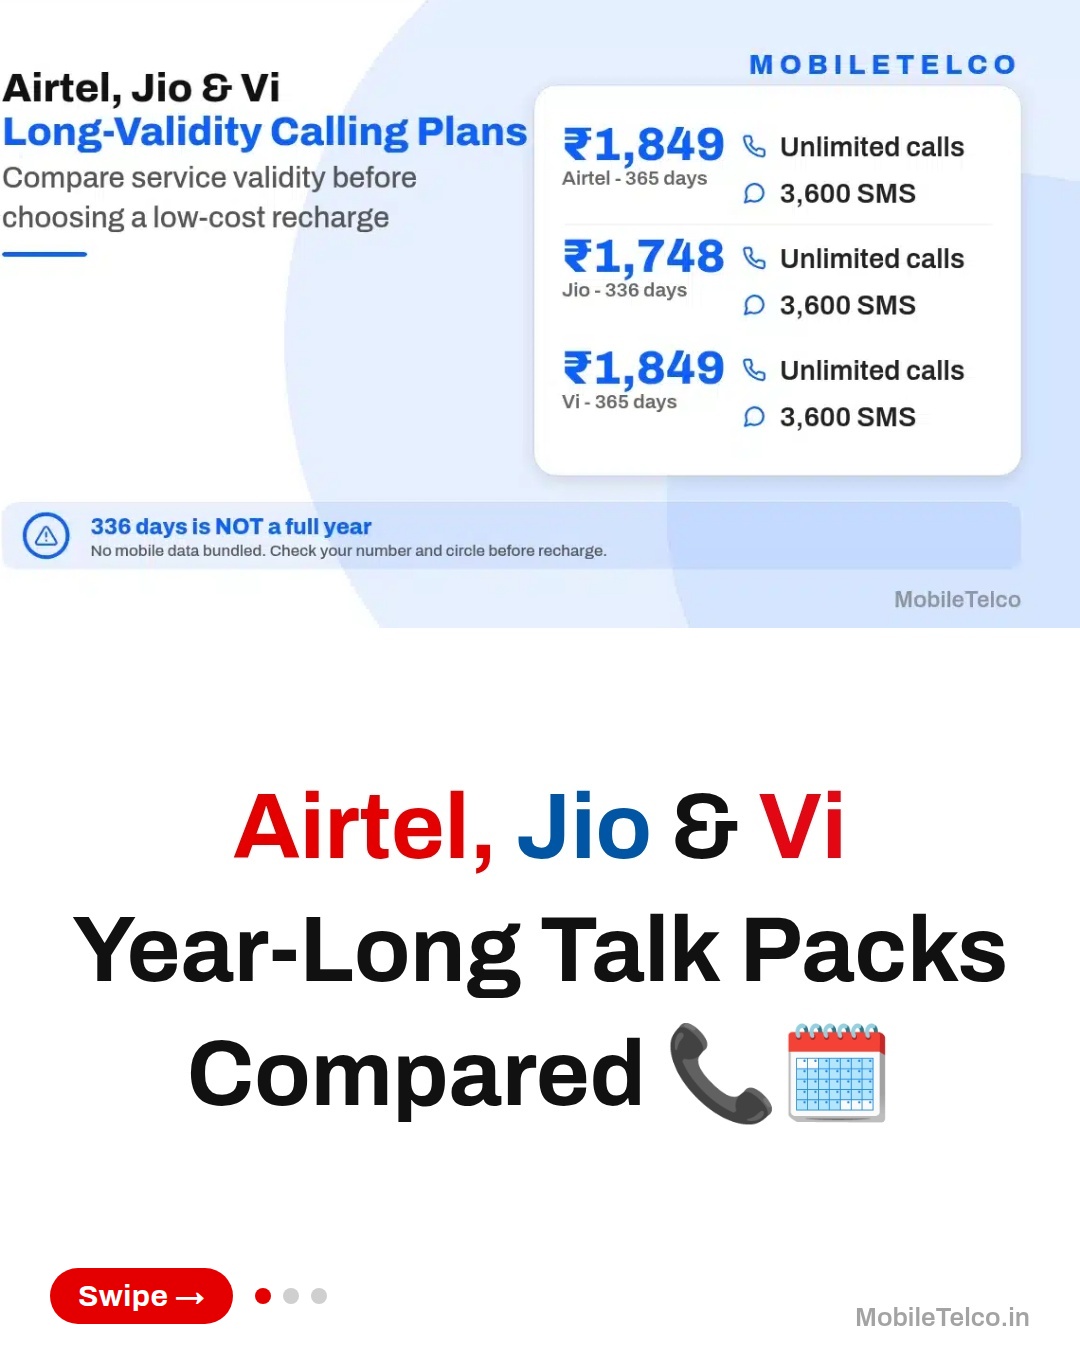 MOBILETELCO
Airtel, Jio & Vi
Long-Validity Calling Plans
Compare service validity before
choosing a low-cost recharge
₹1,849
Airtel - 365 days
Unlimited calls
3,600 SMS
₹1,748
Jio - 336 days
Unlimited calls
3,600 SMS
₹1,849
Vi - 365 days
Unlimited calls
3,600 SMS
336 days is NOT a full year
No mobile data bundled. Check your number and circle before recharge.
MobileTelco
Airtel, Jio & Vi
Year-Long Talk Packs
Compared 📞🗓️
Swipe →
MobileTelco.in